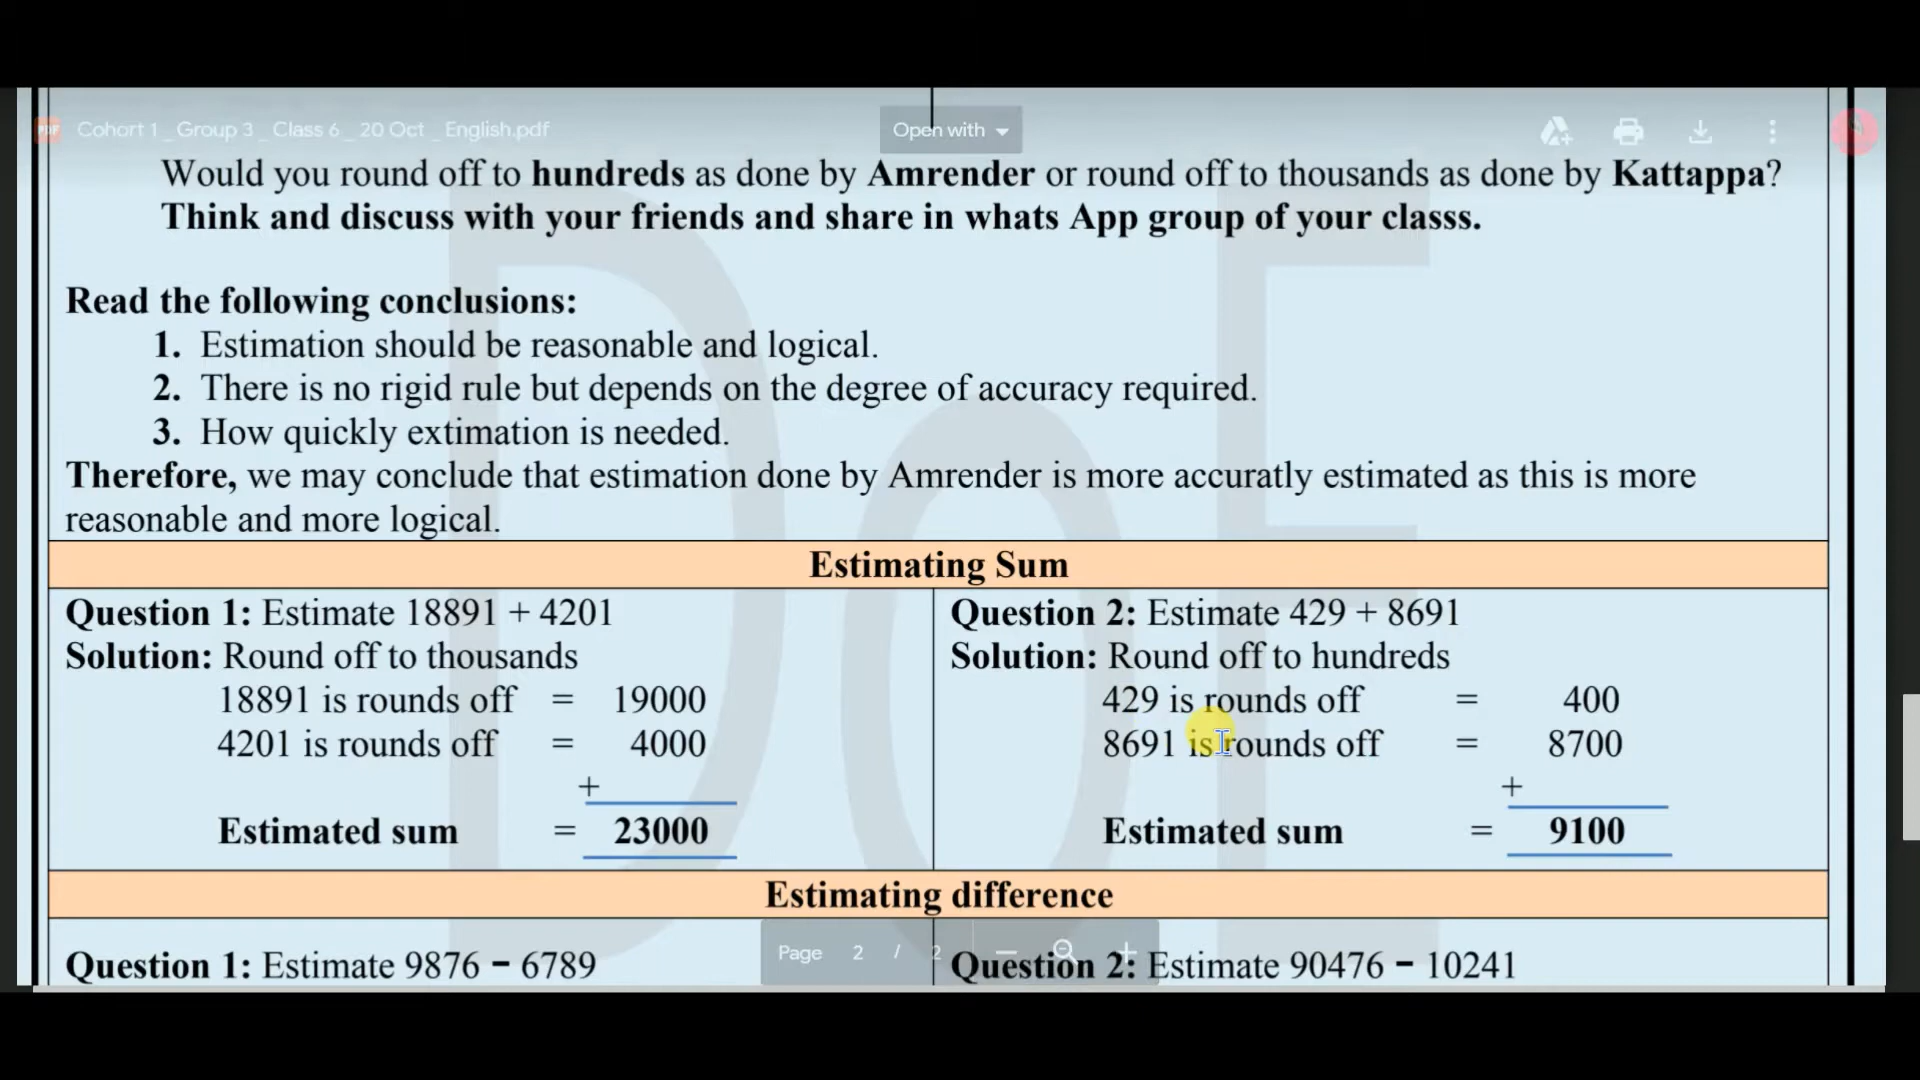 Cohort 1 _ Group 3 _ Class 6 _ 20 Oct _ English.pdf
Open with
Would you round off to hundreds as done by Amrender or round off to thousands as done by Kattappa?
Think and discuss with your friends and share in whats App group of your classs.
Read the following conclusions:
1. Estimation should be reasonable and logical.
2. There is no rigid rule but depends on the degree of accuracy required.
3. How quickly extimation is needed.
Therefore, we may conclude that estimation done by Amrender is more accuratly estimated as this is more
reasonable and more logical.
Estimating Sum
Question 1: Estimate 18891 + 4201
Solution: Round off to thousands
18891 is rounds off = 19000
4201 is rounds off = 4000
+
Estimated sum = 23000
Question 2: Estimate 429 + 8691
Solution: Round off to hundreds
429 is rounds off = 400
8691 is rounds off = 8700
+
Estimated sum = 9100
Estimating difference
Question 1: Estimate 9876 − 6789
Question 2: Estimate 90476 − 10241
Page 2 / 2
DoE